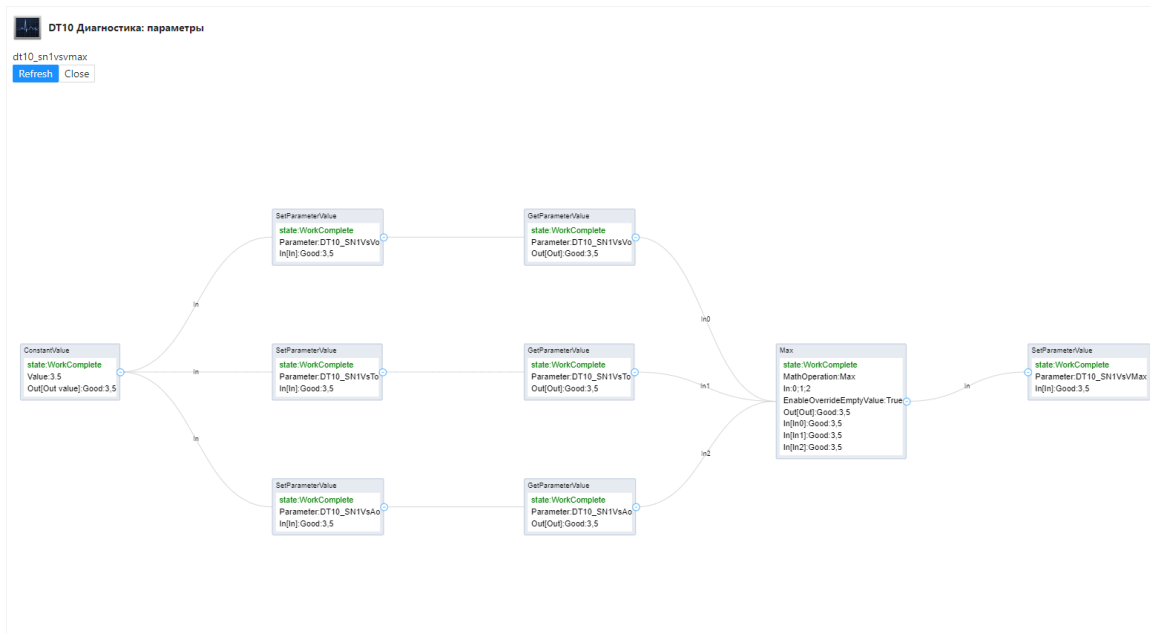 DT10 Диагностика: параметры
dt10_sn1vsvmax
Refresh Close
SetParameterValue
state:WorkComplete
Parameter:DT10_SN1VsVo
In[In]:Good:3,5
GetParameterValue
state:WorkComplete
Parameter:DT10_SN1VsVo
Out[Out]:Good:3,5
In
In0
ConstantValue
state:WorkComplete
Value:3.5
Out[Out value]:Good:3,5
In
SetParameterValue
state:WorkComplete
Parameter:DT10_SN1VsTo
In[In]:Good:3,5
GetParameterValue
state:WorkComplete
Parameter:DT10_SN1VsTo
Out[Out]:Good:3,5
In1
Max
state:WorkComplete
MathOperation:Max
In:0;1;2
EnableOverrideEmptyValue:True
Out[Out]:Good:3,5
In[In0]:Good:3,5
In[In1]:Good:3,5
In[In2]:Good:3,5
In
SetParameterValue
state:WorkComplete
Parameter:DT10_SN1VsVMax
In[In]:Good:3,5
In
In2
SetParameterValue
state:WorkComplete
Parameter:DT10_SN1VsAo
In[In]:Good:3,5
GetParameterValue
state:WorkComplete
Parameter:DT10_SN1VsAo
Out[Out]:Good:3,5